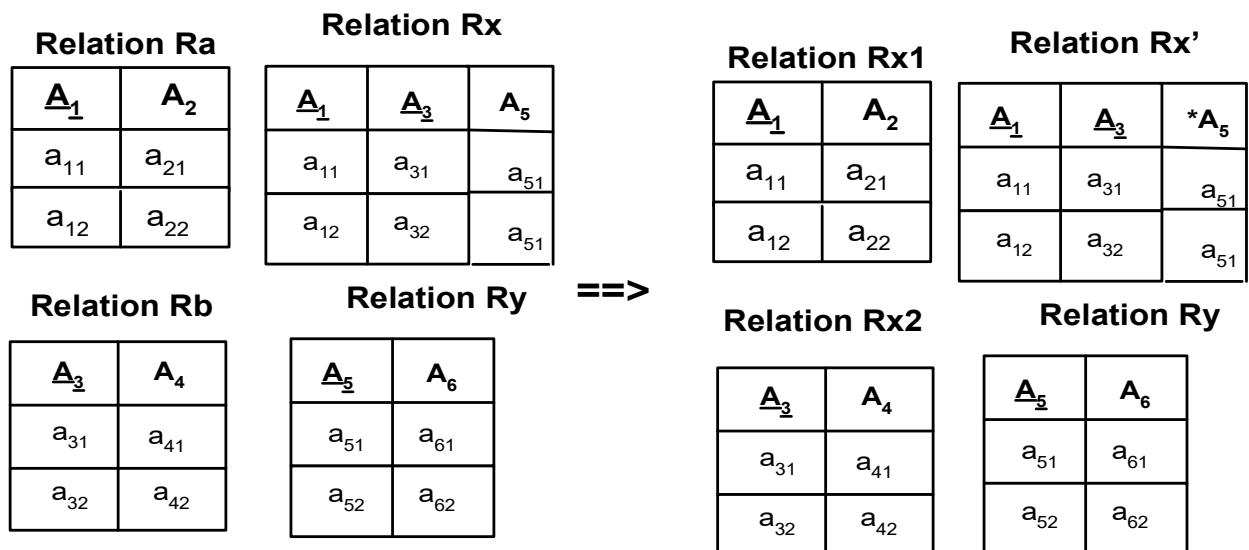 Relation Ra
A₁ A₂
a₁₁ a₂₁
a₁₂ a₂₂
Relation Rx
A₁ A₃ A₅
a₁₁ a₃₁ a₅₁
a₁₂ a₃₂ a₅₁
Relation Rb
A₃ A₄
a₃₁ a₄₁
a₃₂ a₄₂
Relation Ry
A₅ A₆
a₅₁ a₆₁
a₅₂ a₆₂
==>
Relation Rx1
A₁ A₂
a₁₁ a₂₁
a₁₂ a₂₂
Relation Rx’
A₁ A₃ *A₅
a₁₁ a₃₁ a₅₁
a₁₂ a₃₂ a₅₁
Relation Rx2
A₃ A₄
a₃₁ a₄₁
a₃₂ a₄₂
Relation Ry
A₅ A₆
a₅₁ a₆₁
a₅₂ a₆₂